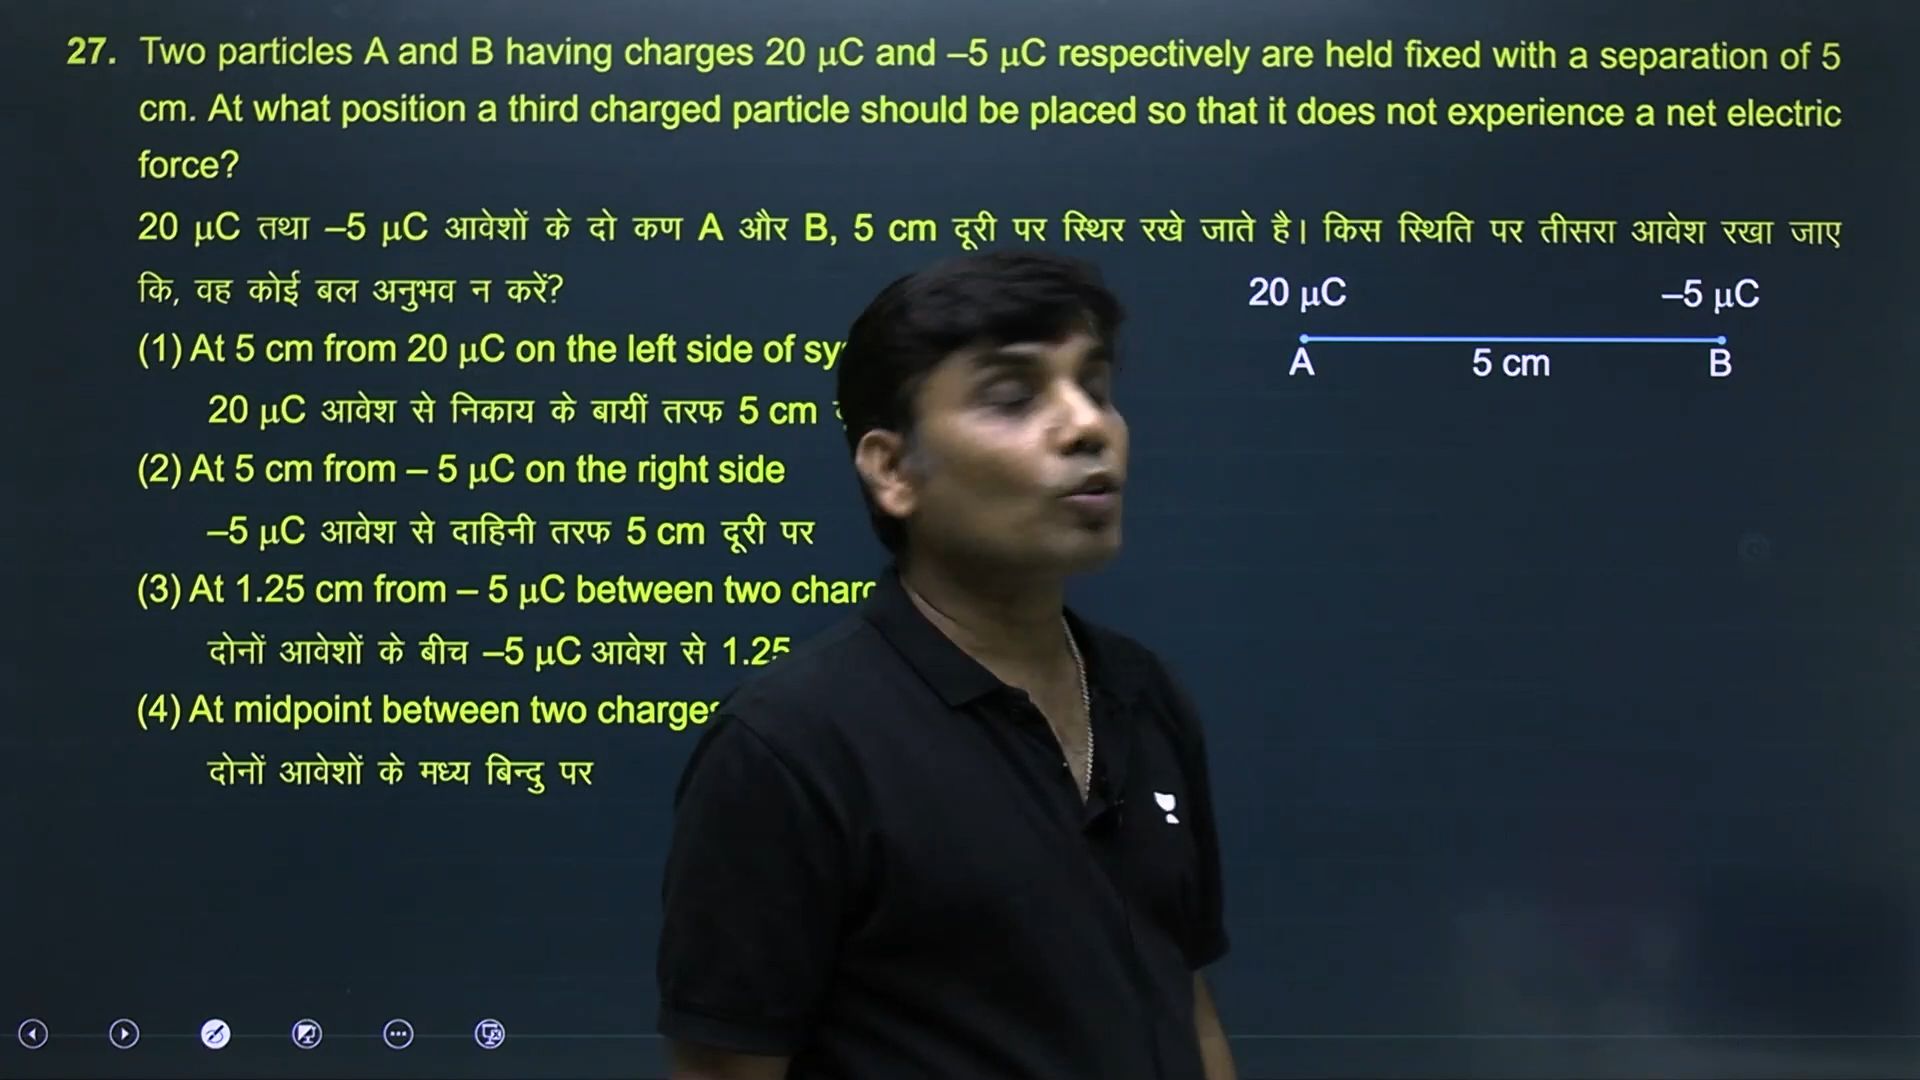 27. Two particles A and B having charges 20 μC and –5 μC respectively are held fixed with a separation of 5
cm. At what position a third charged particle should be placed so that it does not experience a net electric
force?
20 μC तथा –5 μC आवेशों के दो कण A और B, 5 cm दूरी पर स्थिर रखे जाते है। किस स्थिति पर तीसरा आवेश रखा जाए
कि, वह कोई बल अनुभव न करें?
20 μC –5 μC
A 5 cm B
(1) At 5 cm from 20 μC on the left side of
20 μC आवेश से निकाय के बायीं तरफ 5 cm
(2) At 5 cm from – 5 μC on the right side
–5 μC आवेश से दाहिनी तरफ 5 cm दूरी पर
(3) At 1.25 cm from – 5 μC between two
दोनों आवेशों के बीच –5 μC आवेश से 1.25
(4) At midpoint between two charges
दोनों आवेशों के मध्य बिन्दु पर